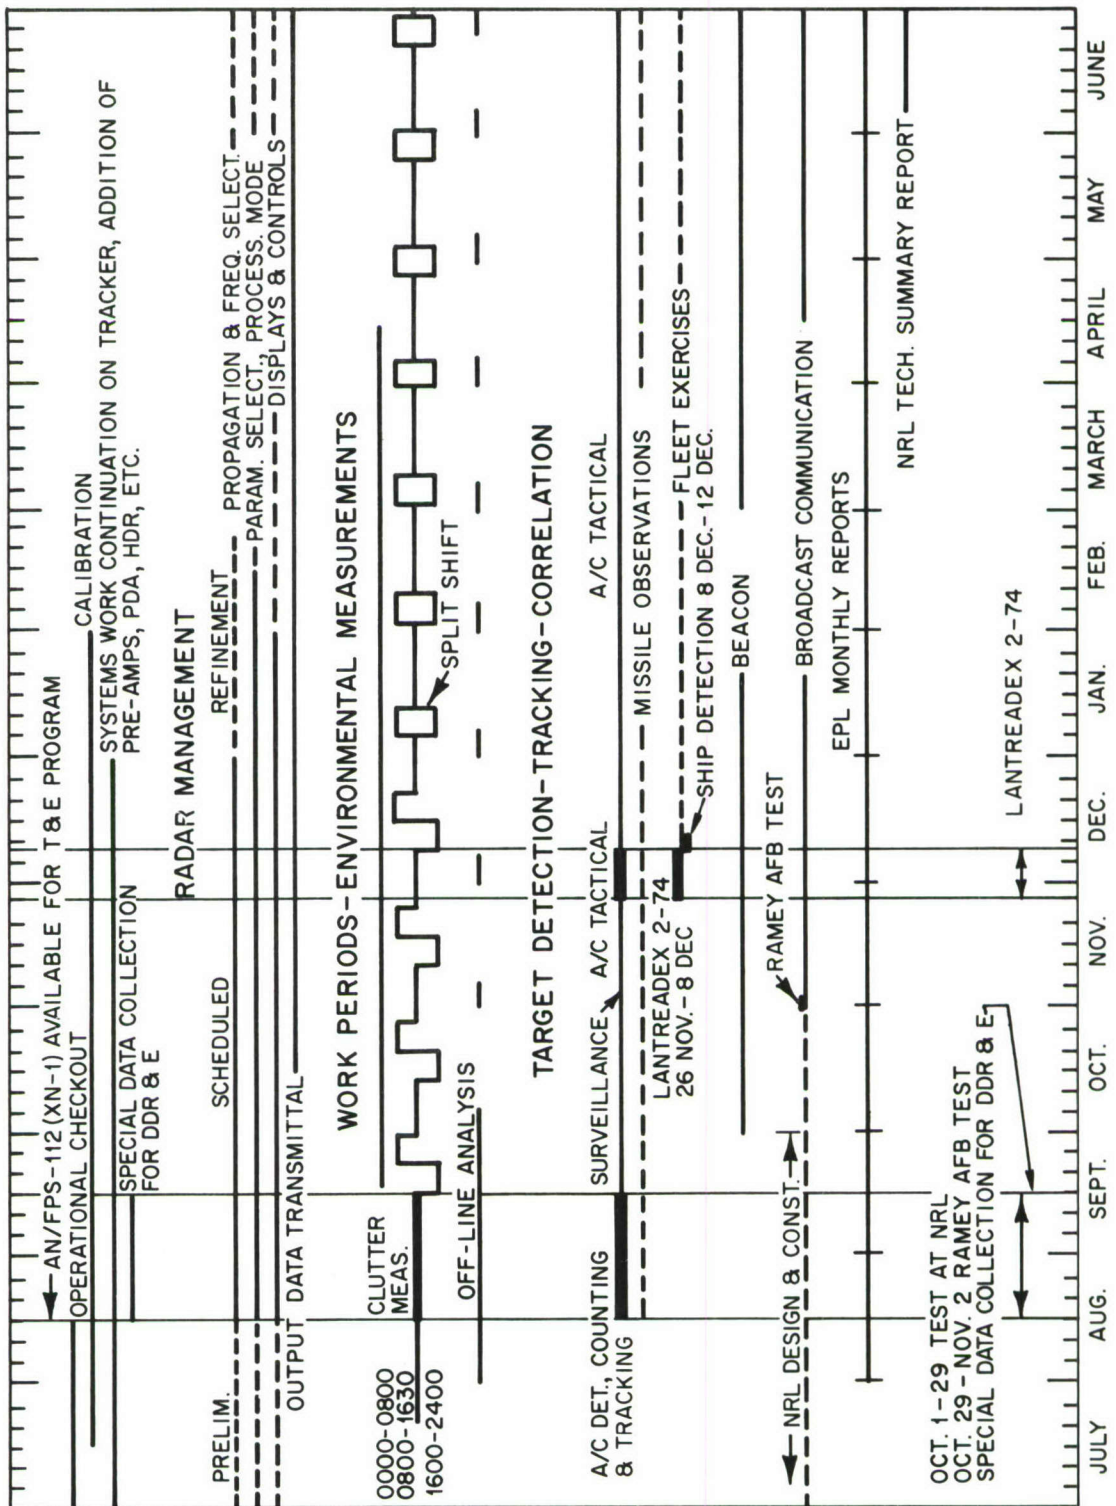 AN/FPS-112 (XN-1) AVAILABLE FOR T & E PROGRAM
OPERATIONAL CHECKOUT
CALIBRATION
SYSTEMS WORK CONTINUATION ON TRACKER, ADDITION OF
PRE-AMPS, PDA, HDR, ETC.
SPECIAL DATA COLLECTION
FOR DDR & E
RADAR MANAGEMENT
PRELIM.
SCHEDULED
REFINEMENT
PROPAGATION & FREQ. SELECT.
PARAM. SELECT., PROCESS. MODE
DISPLAYS & CONTROLS
OUTPUT DATA TRANSMITTAL
WORK PERIODS-ENVIRONMENTAL MEASUREMENTS
0000-0800
0800-1630
1600-2400
CLUTTER
MEAS.
SPLIT SHIFT
OFF-LINE ANALYSIS
TARGET DETECTION-TRACKING-CORRELATION
A/C DET., COUNTING
& TRACKING
SURVEILLANCE
A/C TACTICAL
A/C TACTICAL
MISSILE OBSERVATIONS
LANTREADEX 2-74
26 NOV.-8 DEC
FLEET EXERCISES
SHIP DETECTION 8 DEC.-12 DEC.
BEACON
NRL DESIGN & CONST.
RAMEY AFB TEST
BROADCAST COMMUNICATION
EPL MONTHLY REPORTS
NRL TECH. SUMMARY REPORT
OCT. 1-29 TEST AT NRL
OCT. 29-NOV. 2 RAMEY AFB TEST
SPECIAL DATA COLLECTION FOR DDR & E
LANTREADEX 2-74
JULY AUG. SEPT. OCT. NOV. DEC. JAN. FEB. MARCH APRIL MAY JUNE